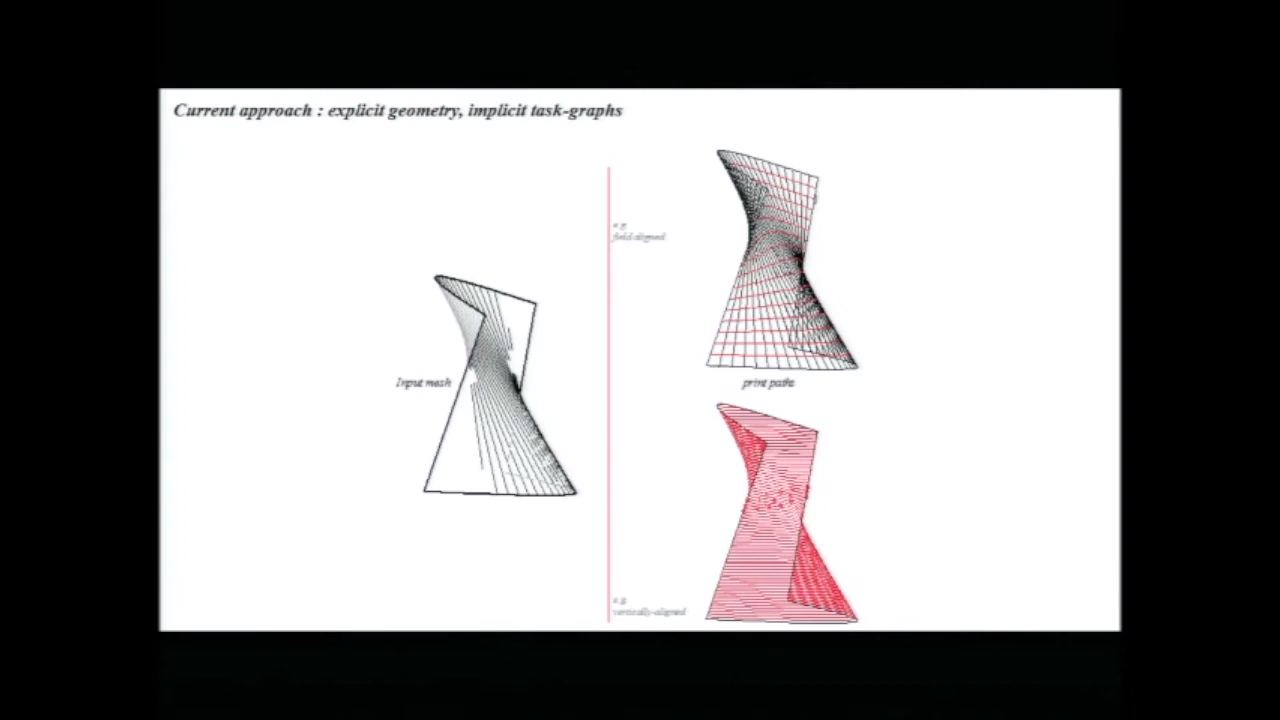 Current approach : explicit geometry, implicit task-graphs
e.g.
field aligned
Input mesh
print paths
e.g.
vertically-aligned